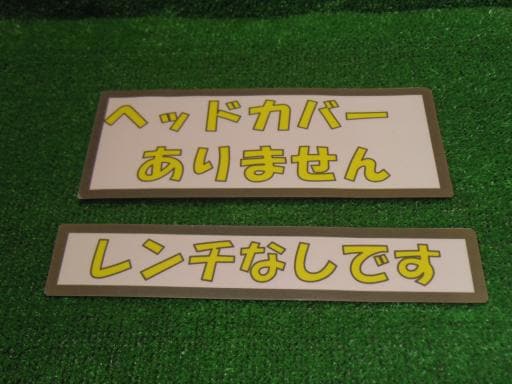 ヘッドカバー
ありません
レンチなしです